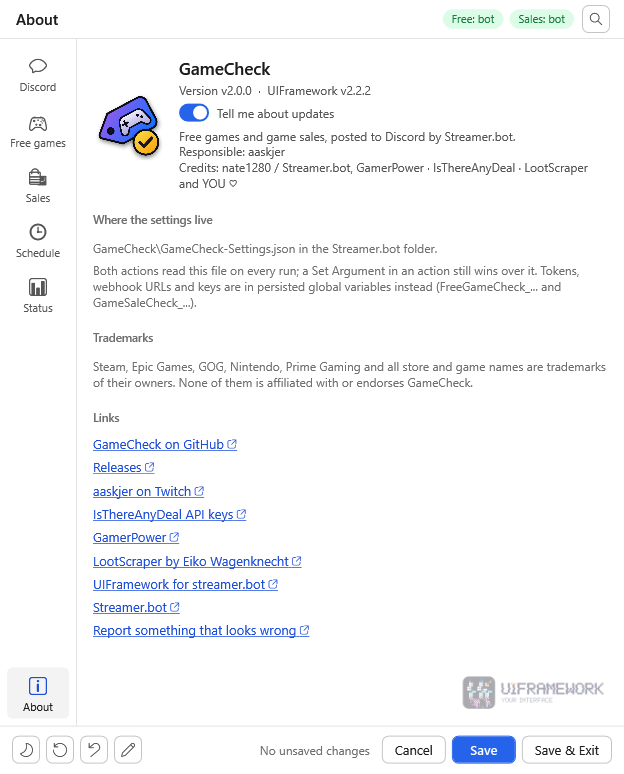 About
Free: bot
Sales: bot
Discord
Free games
Sales
Schedule
Status
About
GameCheck
Version v2.0.0 · UIFramework v2.2.2
Tell me about updates
Free games and game sales, posted to Discord by Streamer.bot.
Responsible: aaskjer
Credits: nate1280 / Streamer.bot, GamerPower · IsThereAnyDeal · LootScraper
and YOU ♡
Where the settings live
GameCheck\GameCheck-Settings.json in the Streamer.bot folder.
Both actions read this file on every run; a Set Argument in an action still wins over it. Tokens,
webhook URLs and keys are in persisted global variables instead (FreeGameCheck_... and
GameSaleCheck_...).
Trademarks
Steam, Epic Games, GOG, Nintendo, Prime Gaming and all store and game names are trademarks
of their owners. None of them is affiliated with or endorses GameCheck.
Links
GameCheck on GitHub
Releases
aaskjer on Twitch
IsThereAnyDeal API keys
GamerPower
LootScraper by Eiko Wagenknecht
UIFramework for streamer.bot
Streamer.bot
Report something that looks wrong
UIFRAMEWORK
YOUR INTERFACE
No unsaved changes
Cancel
Save
Save & Exit